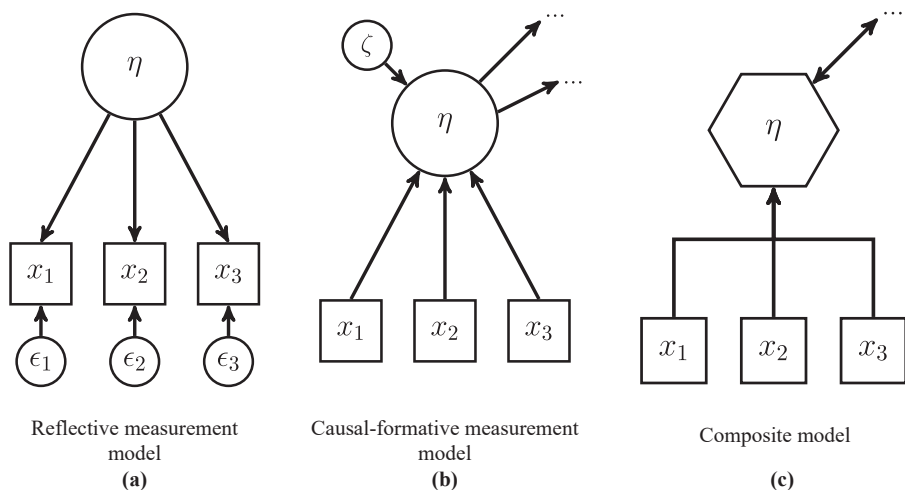 η
x₁ x₂ x₃
ϵ₁ ϵ₂ ϵ₃
Reflective measurement
model
(a)
...
ζ
...
η
x₁ x₂ x₃
Causal-formative measurement
model
(b)
...
η
x₁ x₂ x₃
Composite model
(c)